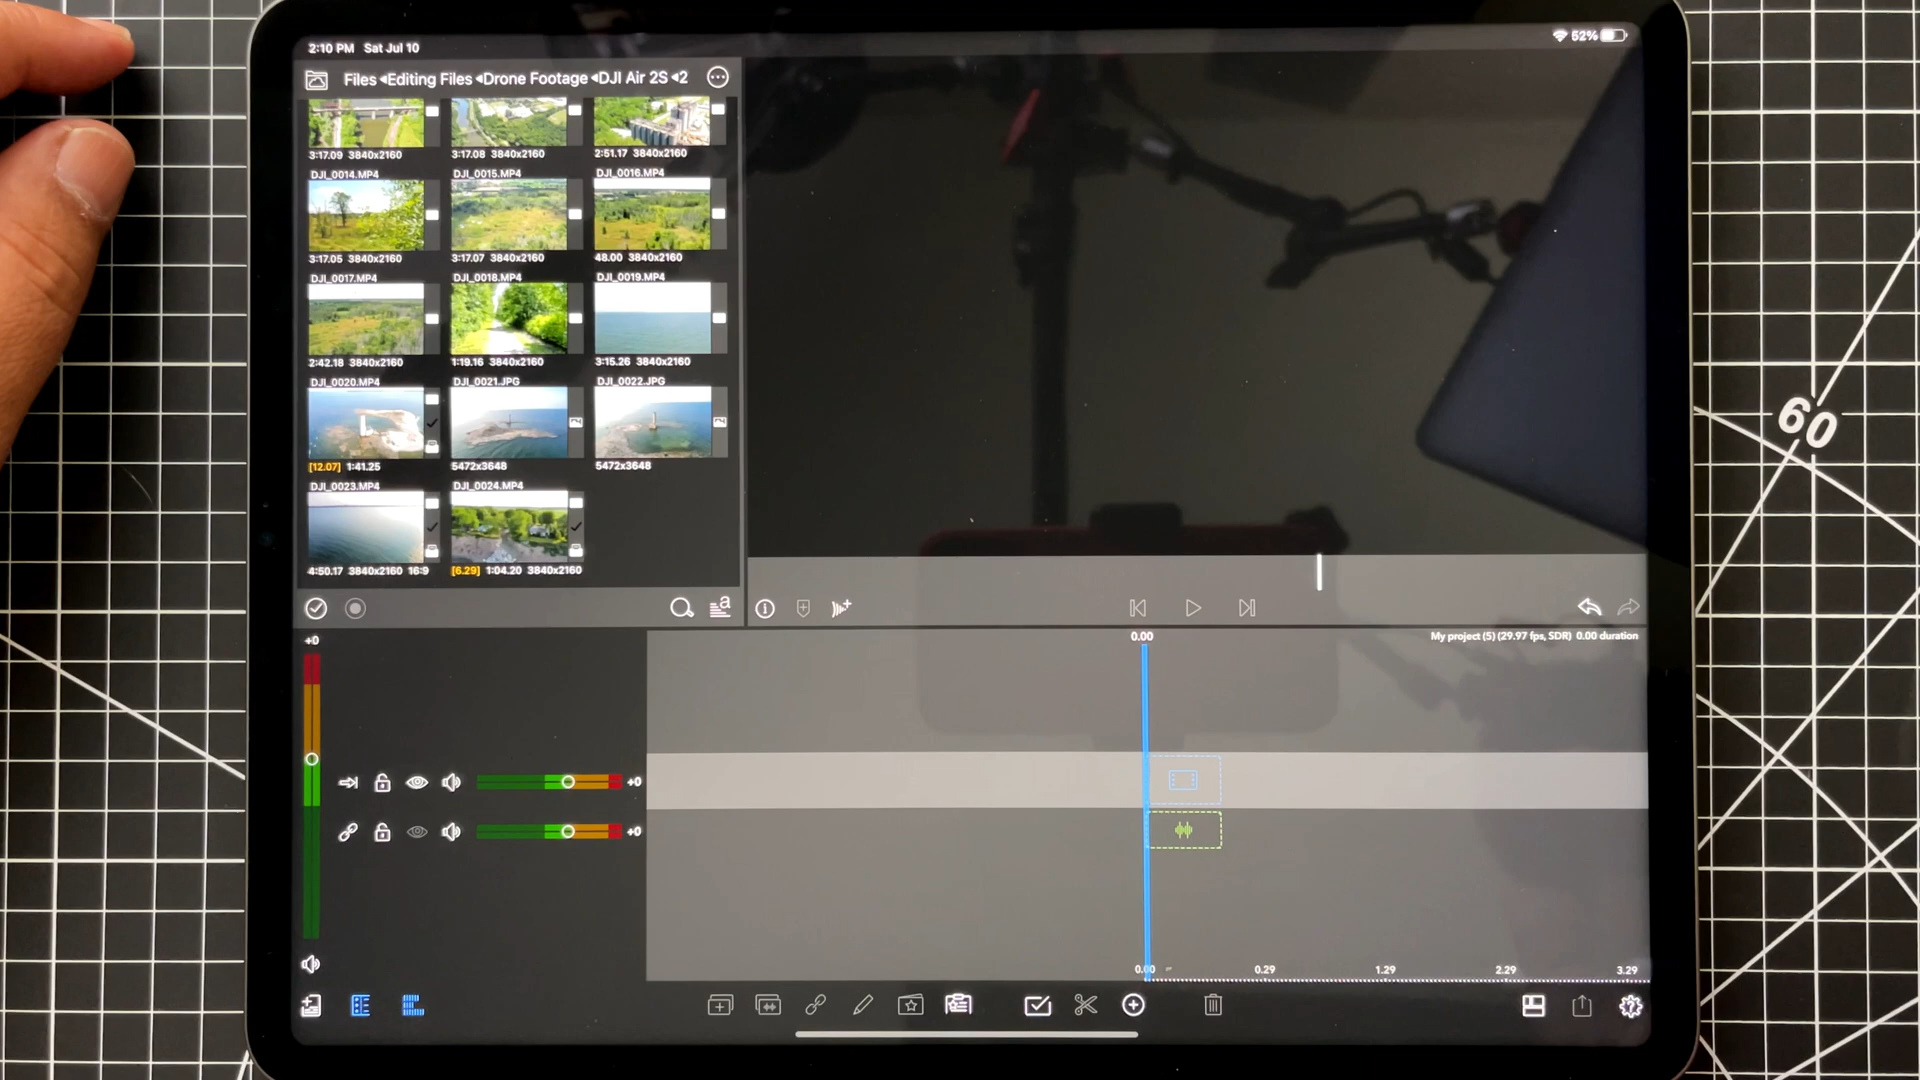 2:10 PM Sat Jul 10
52%
Files ◂Editing Files ◂Drone Footage ◂DJI Air 2S ◂2
3:17.09 3840x2160
3:17.08 3840x2160
2:51.17 3840x2160
DJI_0014.MP4
DJI_0015.MP4
DJI_0016.MP4
3:17.05 3840x2160
3:17.07 3840x2160
48.00 3840x2160
DJI_0017.MP4
DJI_0018.MP4
DJI_0019.MP4
2:42.18 3840x2160
1:19.16 3840x2160
3:15.26 3840x2160
DJI_0020.MP4
DJI_0021.JPG
DJI_0022.JPG
[12.07] 1:41.25
5472x3648
5472x3648
DJI_0023.MP4
DJI_0024.MP4
4:50.17 3840x2160 16:9
[6.29] 1:04.20 3840x2160
a
+0
0.00
My project (5) (29.97 fps, SDR) 0.00 duration
+0
+0
0.00
0.29
1.29
2.29
3.29
60